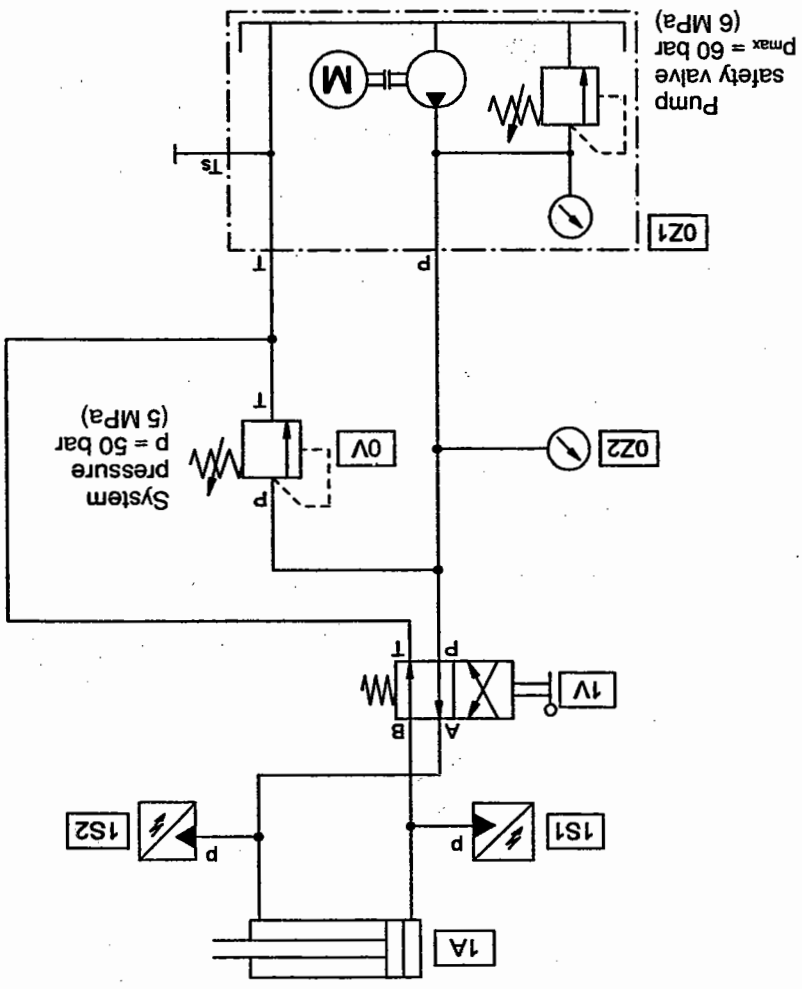 1A
1S1
p
p
1S2
A
B
1V
P
T
P
System
pressure
p = 50 bar
(5 MPa)
0Z2
0V
T
P
T
0Z1
Ts
Pump
safety valve
pmax = 60 bar
(6 MPa)
M